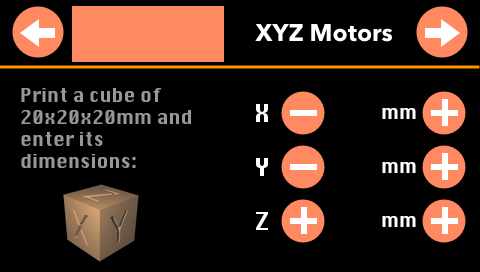 XYZ Motors
Print a cube of
20x20x20mm and
enter its
dimensions:
X mm
Y mm
Z mm
Z
X Y